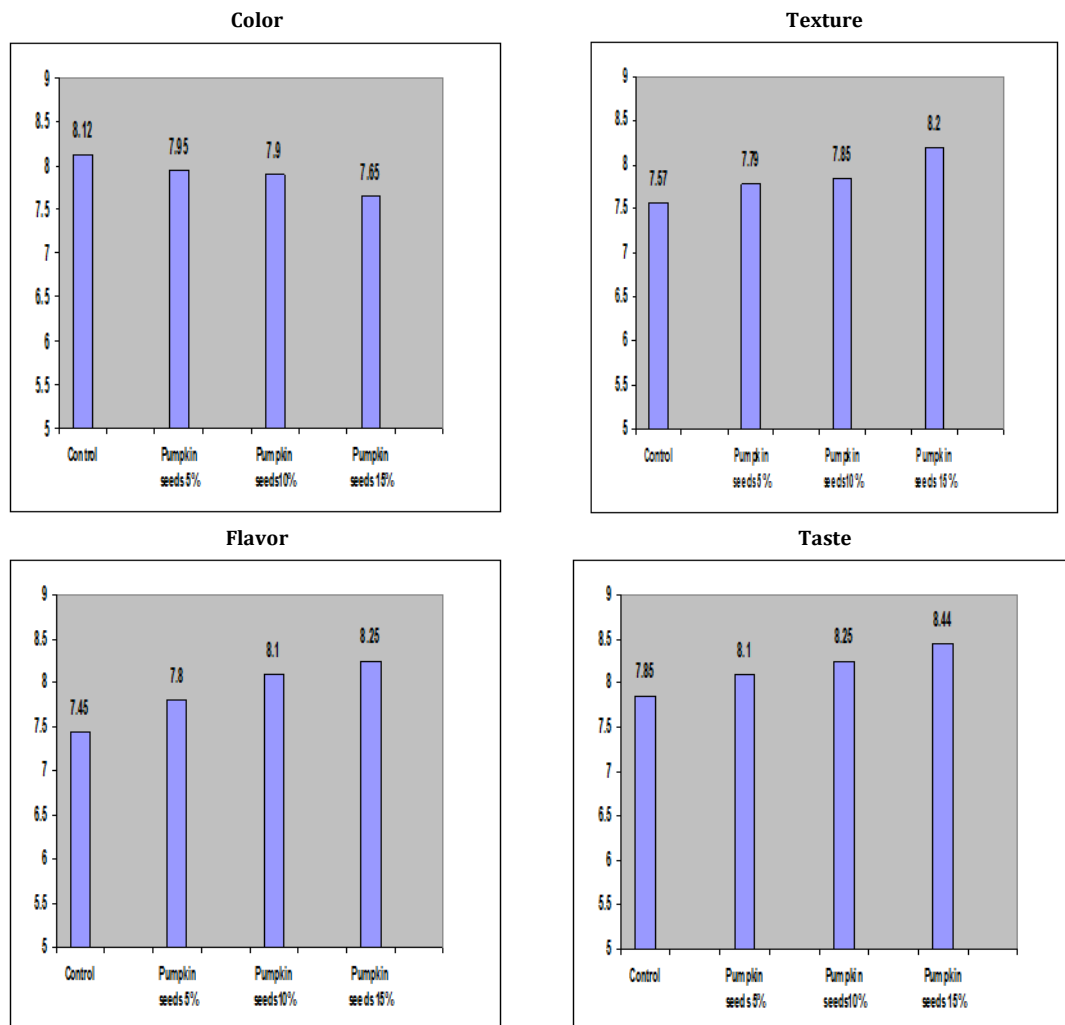 Color
9
8.5
8
7.5
7
6.5
6
5.5
5
8.12
7.95
7.9
7.65
Control
Pumpkin
seeds 5%
Pumpkin
seeds10%
Pumpkin
seeds 15%
Texture
9
8.5
8
7.5
7
6.5
6
5.5
5
7.57
7.79
7.85
8.2
Control
Pumpkin
seeds 5%
Pumpkin
seeds10%
Pumpkin
seeds 15%
Flavor
9
8.5
8
7.5
7
6.5
6
5.5
5
7.45
7.8
8.1
8.25
Control
Pumpkin
seeds 5%
Pumpkin
seeds10%
Pumpkin
seeds 15%
Taste
9
8.5
8
7.5
7
6.5
6
5.5
5
7.85
8.1
8.25
8.44
Control
Pumpkin
seeds 5%
Pumpkin
seeds10%
Pumpkin
seeds 15%